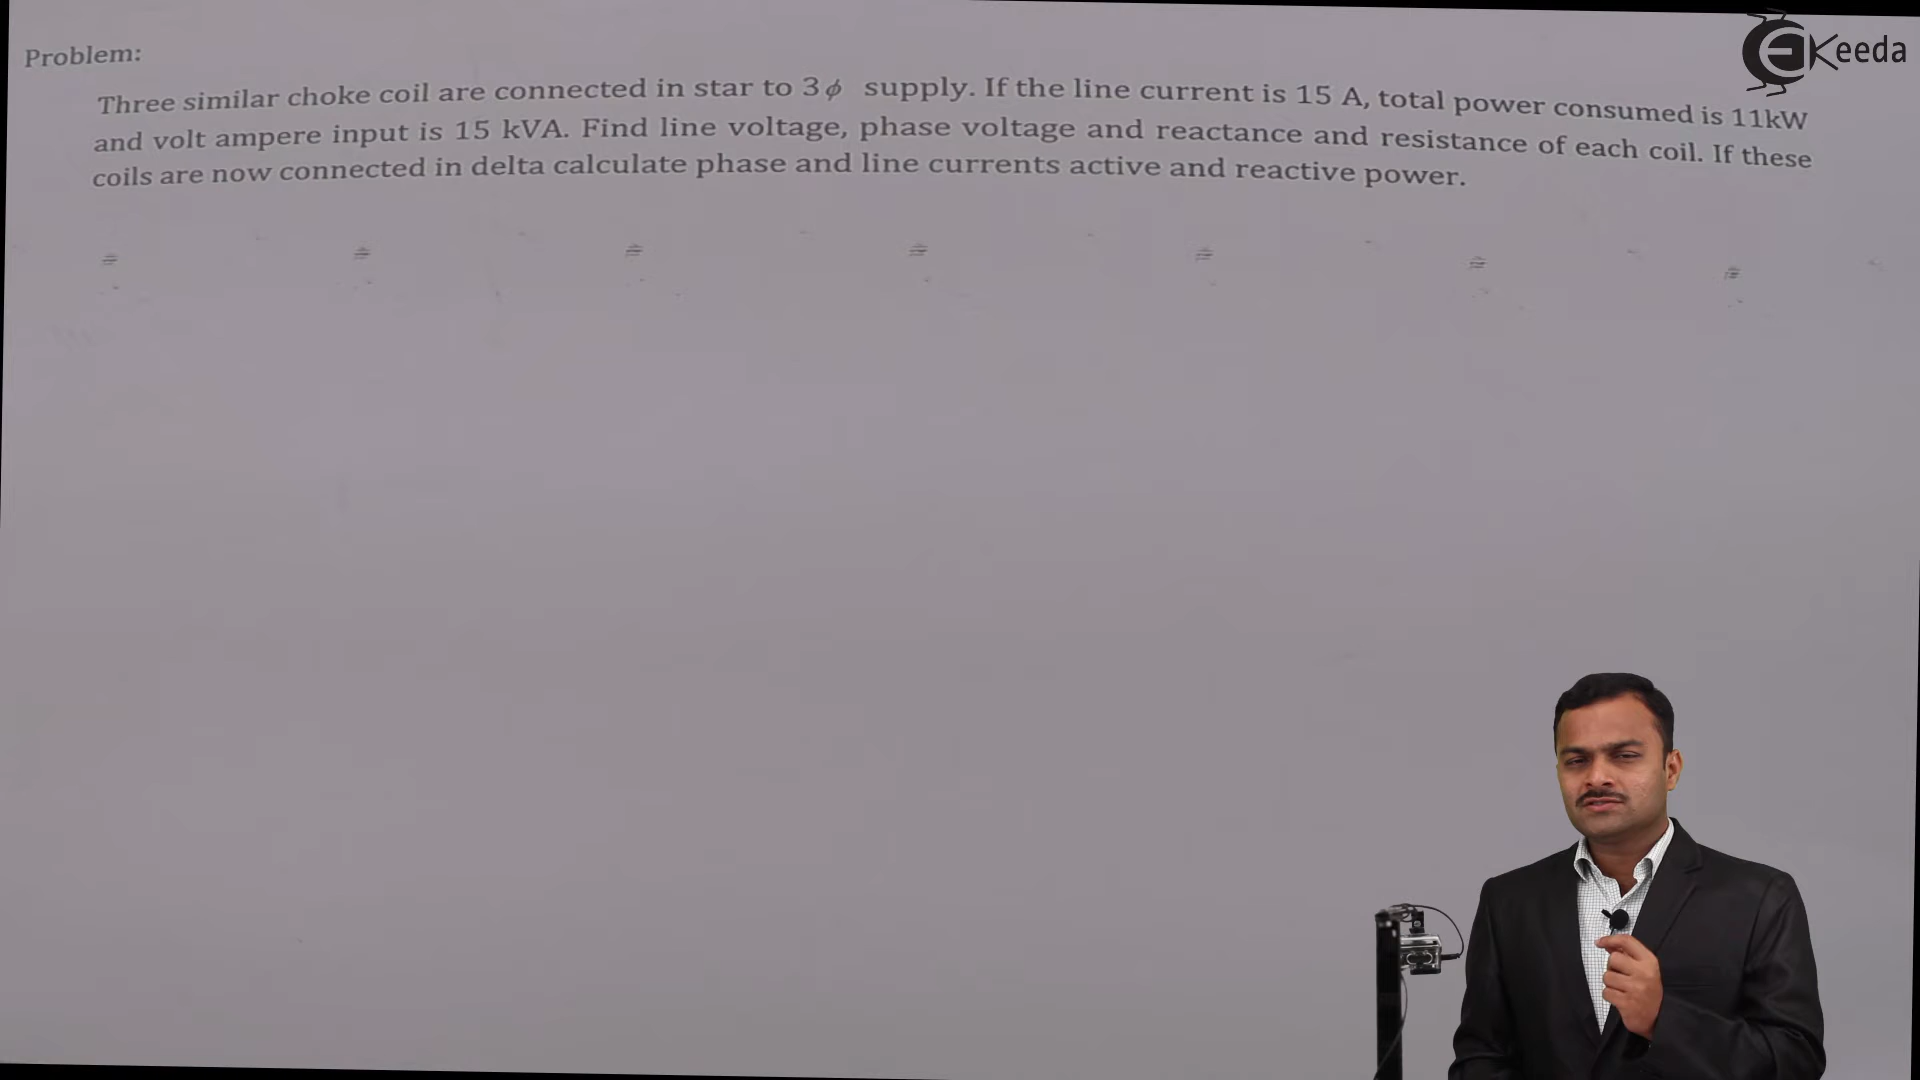 Keeda
Problem:
Three similar choke coil are connected in star to 3ϕ supply. If the line current is 15 A, total power consumed is 11kW
and volt ampere input is 15 kVA. Find line voltage, phase voltage and reactance and resistance of each coil. If these
coils are now connected in delta calculate phase and line currents active and reactive power.